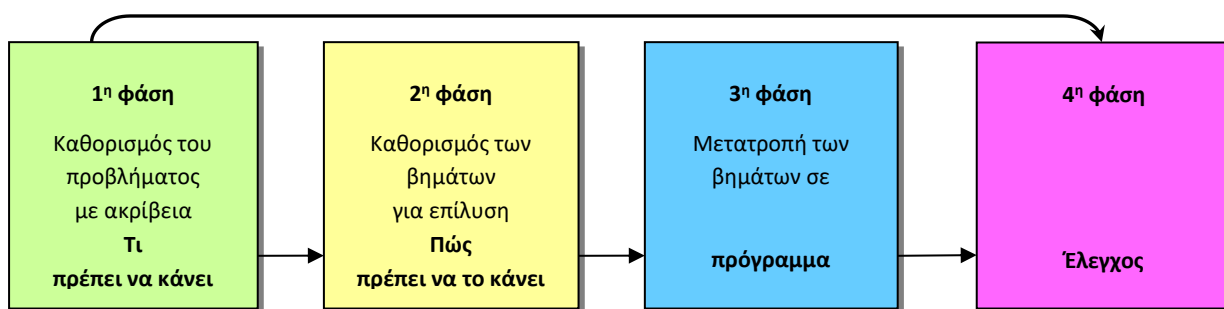 1η φάση
Καθορισμός του
προβλήματος
με ακρίβεια
Τι
πρέπει να κάνει
2η φάση
Καθορισμός των
βημάτων
για επίλυση
Πώς
πρέπει να το κάνει
3η φάση
Μετατροπή των
βημάτων σε
πρόγραμμα
4η φάση
Έλεγχος